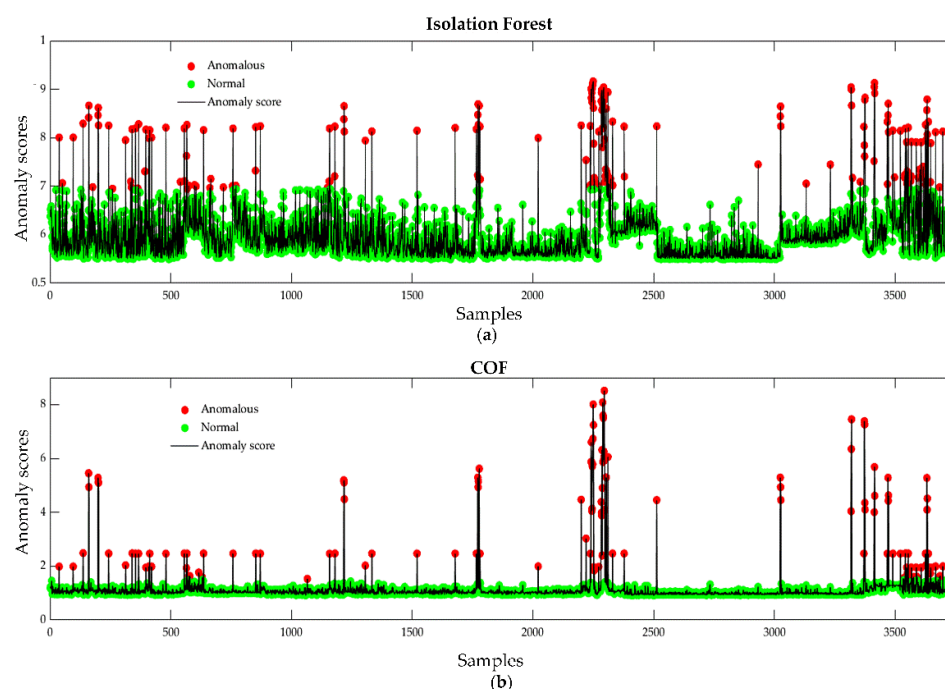 Isolation Forest
1
.9
.8
.7
.6
0.5
Anomaly scores
Anomalous
Normal
Anomaly score
0 500 1000 1500 2000 2500 3000 3500
Samples
(a)
COF
8
6
4
2
0
Anomaly scores
Anomalous
Normal
Anomaly score
0 500 1000 1500 2000 2500 3000 3500
Samples
(b)